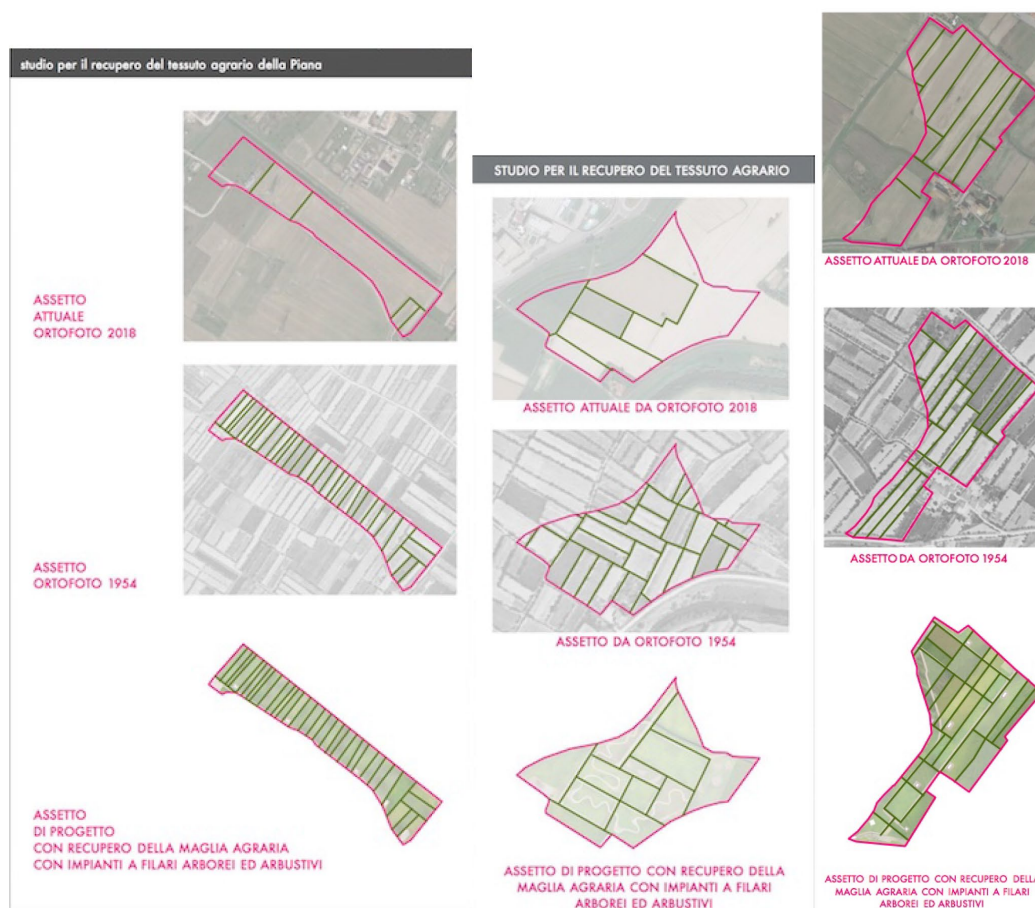 studio per il recupero del tessuto agrario della Piana
ASSETTO
ATTUALE
ORTOFOTO 2018
ASSETTO
ORTOFOTO 1954
ASSETTO
DI PROGETTO
CON RECUPERO DELLA MAGLIA AGRARIA
CON IMPIANTI A FILARI ARBOREI ED ARBUSTIVI
STUDIO PER IL RECUPERO DEL TESSUTO AGRARIO
ASSETTO ATTUALE DA ORTOFOTO 2018
ASSETTO DA ORTOFOTO 1954
ASSETTO DI PROGETTO CON RECUPERO DELLA
MAGLIA AGRARIA CON IMPIANTI A FILARI
ARBOREI ED ARBUSTIVI
ASSETTO ATTUALE DA ORTOFOTO 2018
ASSETTO DA ORTOFOTO 1954
ASSETTO DI PROGETTO CON RECUPERO DELLA
MAGLIA AGRARIA CON IMPIANTI A FILARI
ARBOREI ED ARBUSTIVI